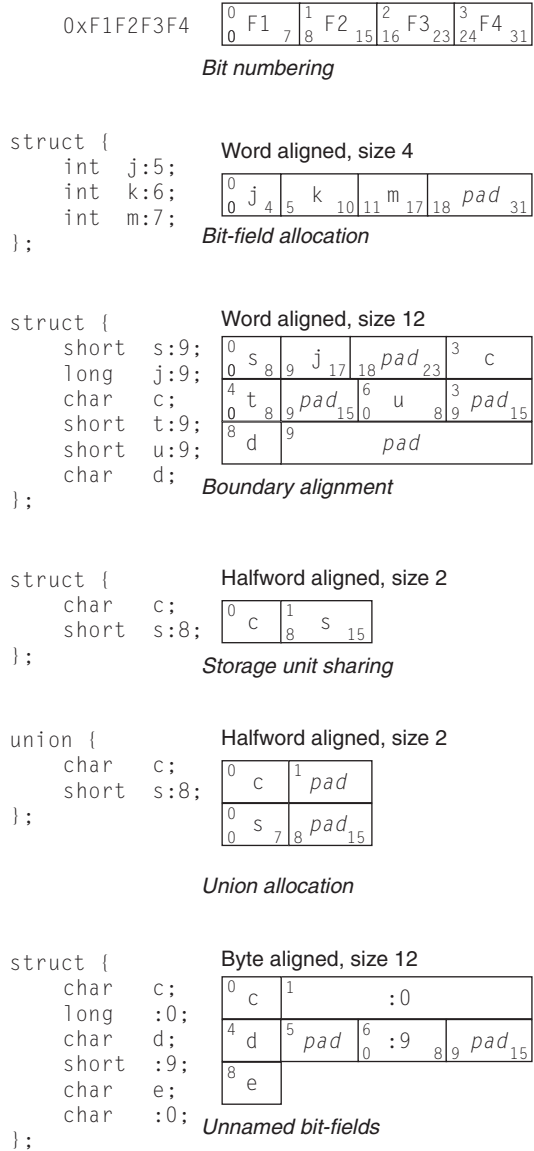 0xF1F2F3F4
0 F1 7 1 8 F2 15 2 16 F3 23 3 24 F4 31
0
Bit numbering
struct {
int j:5;
int k:6;
int m:7;
};
Word aligned, size 4
0 j 4 5 k 10 11 m 17 18 pad 31
0
Bit-field allocation
struct {
short s:9;
long j:9;
char c;
short t:9;
short u:9;
char d;
};
Word aligned, size 12
0 s 8 9 j 17 18 pad 23 3 c
0
4 t 8 9 pad 15 6 u 8 3 pad 15
0 0 9
8 d 9 pad
Boundary alignment
struct {
char c;
short s:8;
};
Halfword aligned, size 2
0 c 1 s
8 15
Storage unit sharing
union {
char c;
short s:8;
};
Halfword aligned, size 2
0 c 1 pad
0 s pad
0 7 8 15
Union allocation
struct {
char c;
long :0;
char d;
short :9;
char e;
char :0;
};
Byte aligned, size 12
0 c 1 :0
4 d 5 pad 6 :9 pad
0 8 9 15
8 e
Unnamed bit-fields